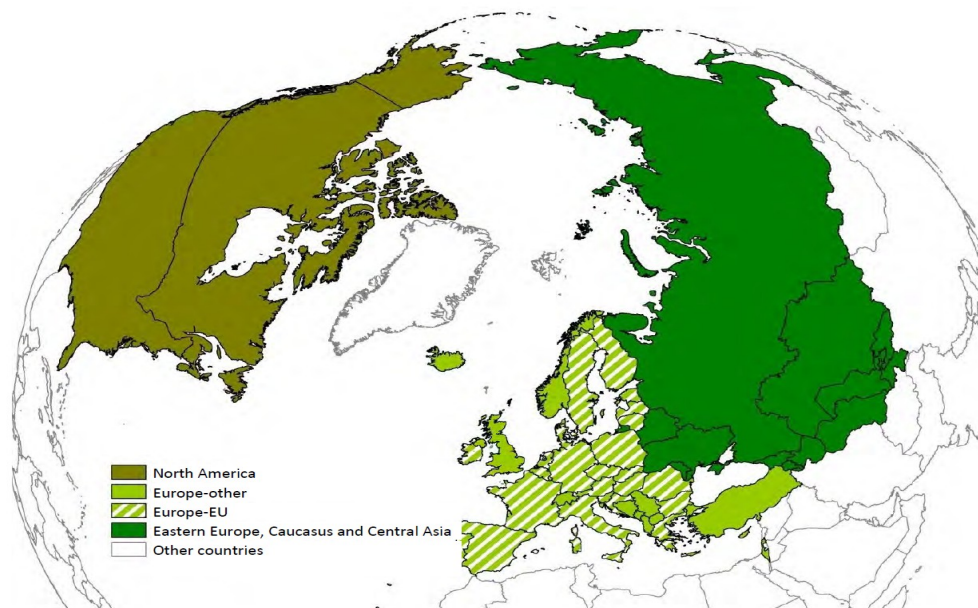 North America
Europe-other
Europe-EU
Eastern Europe, Caucasus and Central Asia
Other countries